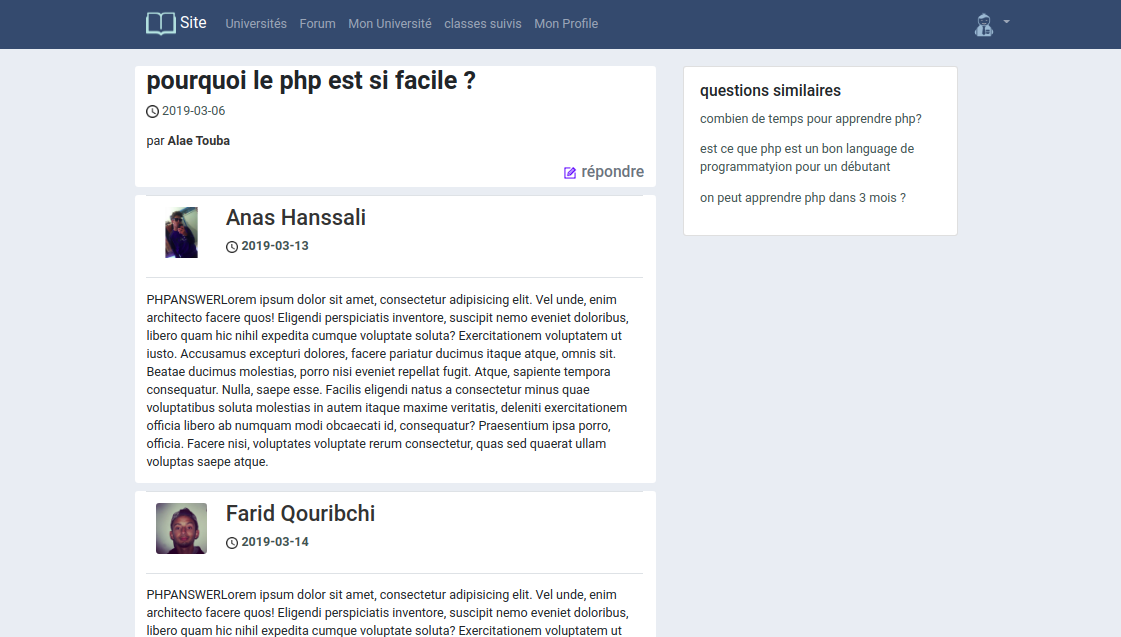 Site Universités Forum Mon Université classes suivis Mon Profile
pourquoi le php est si facile ?
2019-03-06
par Alae Touba
répondre
Anas Hanssali
2019-03-13
PHPANSWERLorem ipsum dolor sit amet, consectetur adipisicing elit. Vel unde, enim
architecto facere quos! Eligendi perspiciatis inventore, suscipit nemo eveniet doloribus,
libero quam hic nihil expedita cumque voluptate soluta? Exercitationem voluptatem ut
iusto. Accusamus excepturi dolores, facere pariatur ducimus itaque atque, omnis sit.
Beatae ducimus molestias, porro nisi eveniet repellat fugit. Atque, sapiente tempora
consequatur. Nulla, saepe esse. Facilis eligendi natus a consectetur minus quae
voluptatibus soluta molestias in autem itaque maxime veritatis, deleniti exercitationem
officia libero ab numquam modi obcaecati id, consequatur? Praesentium ipsa porro,
officia. Facere nisi, voluptates voluptate rerum consectetur, quas sed quaerat ullam
voluptas saepe atque.
Farid Qouribchi
2019-03-14
PHPANSWERLorem ipsum dolor sit amet, consectetur adipisicing elit. Vel unde, enim
architecto facere quos! Eligendi perspiciatis inventore, suscipit nemo eveniet doloribus,
libero quam hic nihil expedita cumque voluptate soluta? Exercitationem voluptatem ut
questions similaires
combien de temps pour apprendre php?
est ce que php est un bon language de
programmatyion pour un débutant
on peut apprendre php dans 3 mois ?